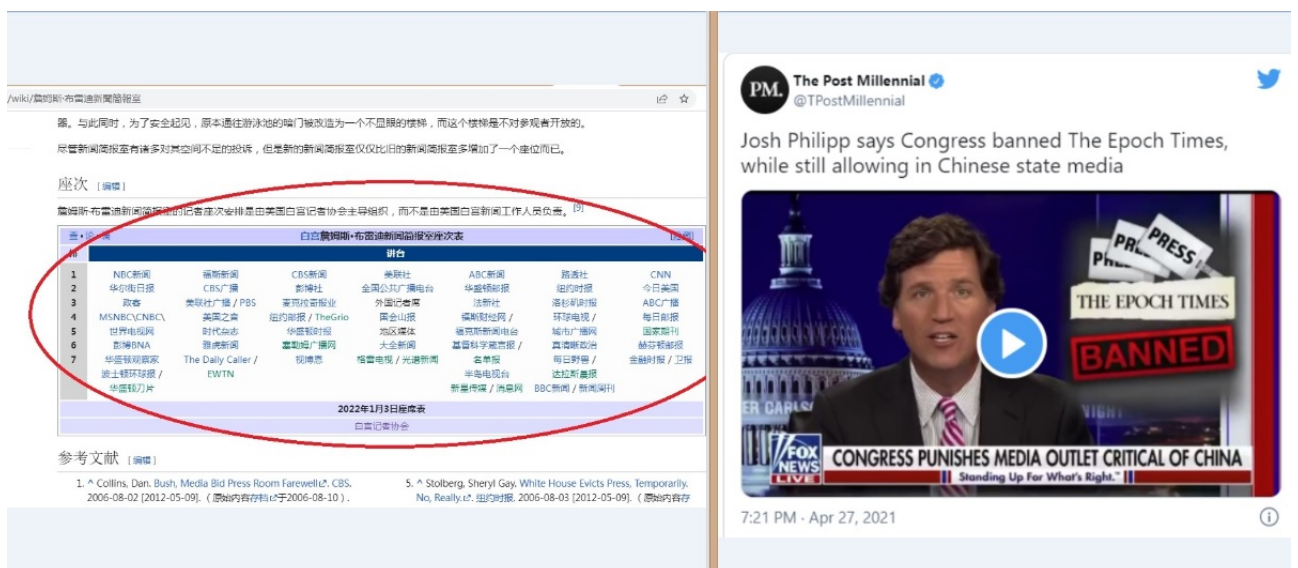 /wiki/詹姆斯·布雷迪新聞簡報室
器。与此同时，为了安全起见，原本通往游泳池的暗门被改造为一个不显眼的楼梯，而这个楼梯是不对参观者开放的。
尽管新闻简报室有诸多对其空间不足的投诉，但是新的新闻简报室仅仅比旧的新闻简报室多增加了一个座位而已。
座次 [编辑]
詹姆斯·布雷迪新闻简报室的记者座次安排是由美国白宫记者协会主导组织，而不是由美国白宫新闻工作人员负责。[9]
查·论·编 白宫詹姆斯·布雷迪新闻简报室座次表
讲台
1 NBC新闻 福斯新闻 CBS新闻 美联社 ABC新闻 路透社 CNN
2 华尔街日报 CBS广播 彭博社 全国公共广播电台 华盛顿邮报 纽约时报 今日美国
3 政客 美联社广播 / PBS 麦克拉奇报业 外国记者席 法新社 洛杉矶时报 ABC广播
4 MSNBC\CNBC\ 美国之音 纽约邮报 / TheGrio 国会山报 福斯财经网 / 环球电视 / 每日邮报
5 世界电视网 时代杂志 华盛顿时报 地区媒体 福克斯新闻电台 城市广播网 国家期刊
6 彭博BNA 雅虎新闻 塞勒姆广播网 大全新闻 基督科学箴言报 / 真清晰政治 赫芬顿邮报
7 华盛顿观察家 The Daily Caller / 视博恩 格雷电视 / 光谱新闻 名单报 每日野兽 / 金融时报 / 卫报
波士顿环球报 / EWTN 半岛电视台 达拉斯晨报
华盛顿刀片 新星传媒 / 消息网 BBC新闻 / 新闻周刊
2022年1月3日座席表
白宫记者协会
参考文献 [编辑]
1. ^ Collins, Dan. Bush, Media Bid Press Room Farewell. CBS.
2006-08-02 [2012-05-09]. （原始内容存档于2006-08-10）.
5. ^ Stolberg, Sheryl Gay. White House Evicts Press, Temporarily.
No, Really.. 纽约时报. 2006-08-03 [2012-05-09]. （原始内容存
PM.
The Post Millennial
@TPostMillennial
Josh Philipp says Congress banned The Epoch Times,
while still allowing in Chinese state media
PRESS
PRESS
THE EPOCH TIMES
BANNED
FOX
NEWS
LIVE
CONGRESS PUNISHES MEDIA OUTLET CRITICAL OF CHINA
Standing Up For What's Right."
7:21 PM · Apr 27, 2021